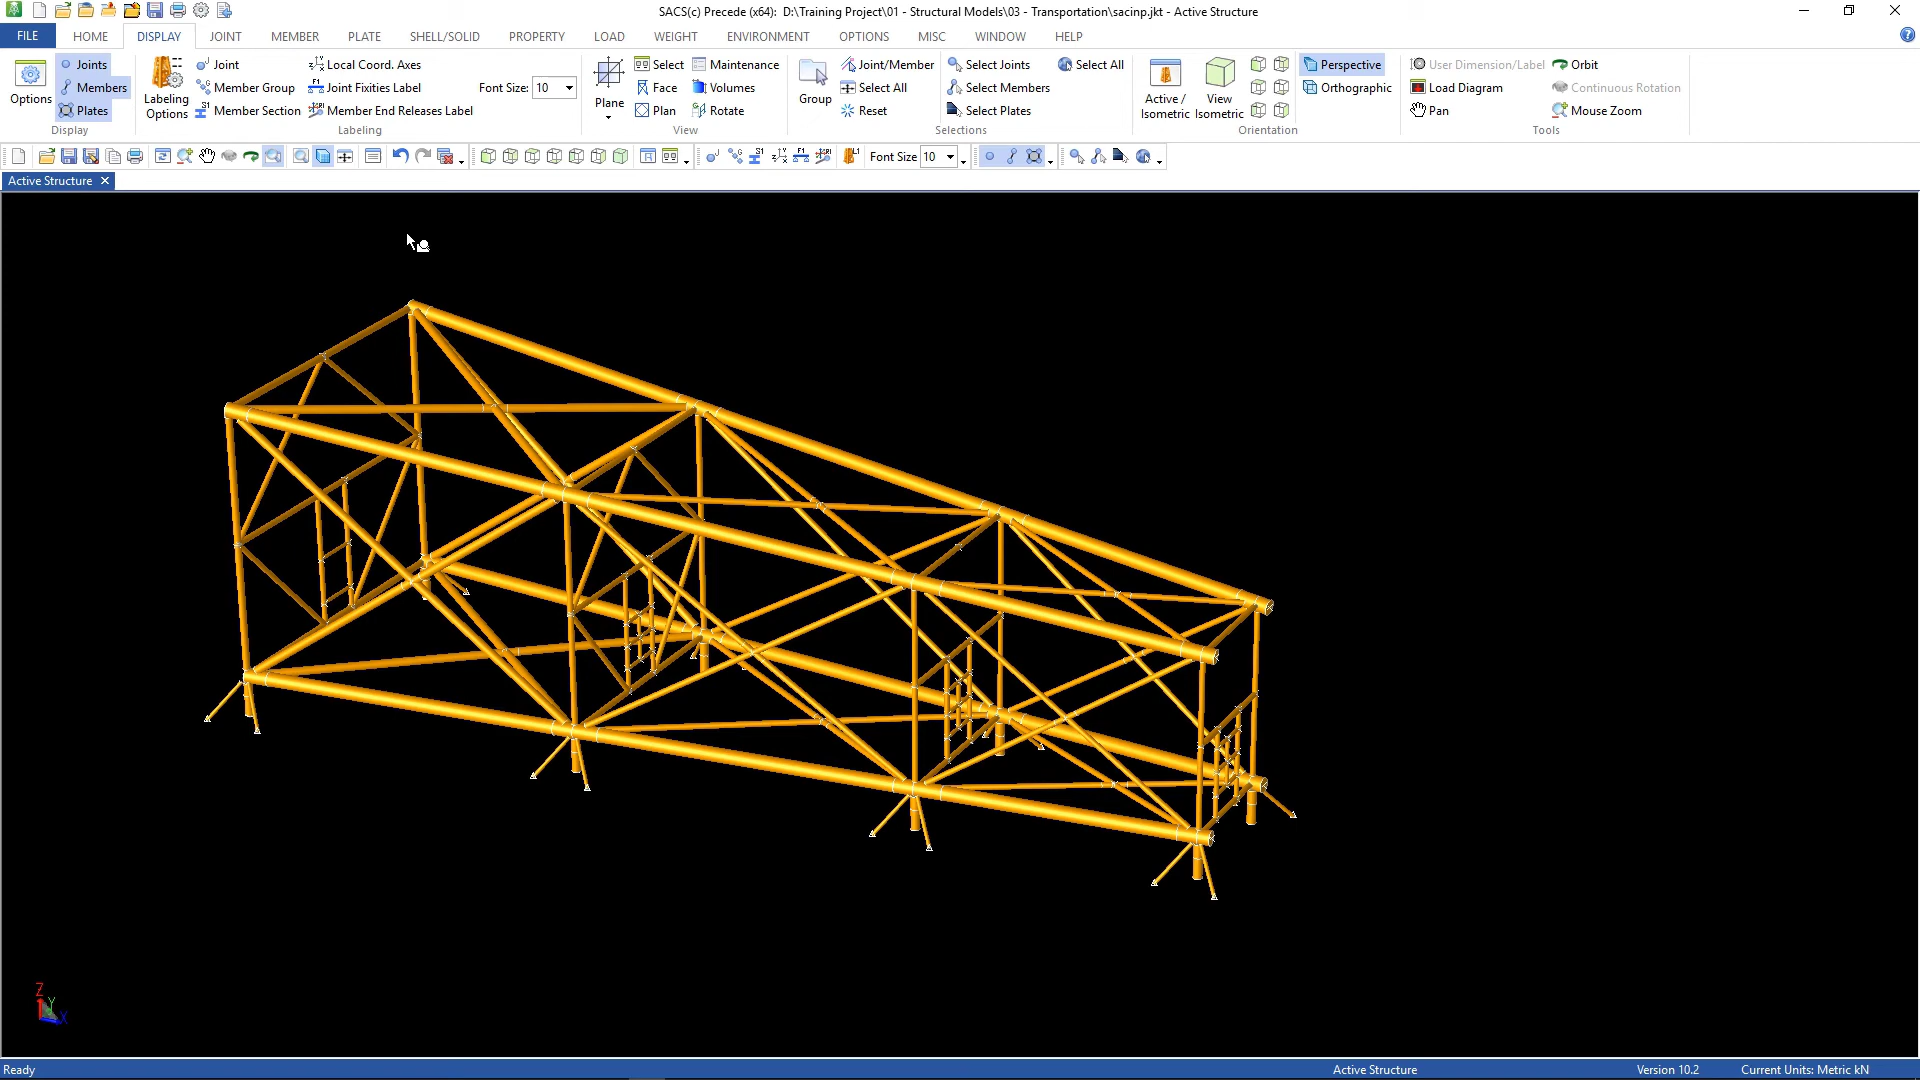 SACS(c) Precede (x64):  D:\Training Project\01 - Structural Models\03 - Transportation\sacinp.jkt - Active Structure
FILE HOME DISPLAY JOINT MEMBER PLATE SHELL/SOLID PROPERTY LOAD WEIGHT ENVIRONMENT OPTIONS MISC WINDOW HELP
Joints Joint Local Coord. Axes Select Maintenance Joint/Member Select Joints Select All Perspective User Dimension/Label Orbit
Members Member Group Joint Fixities Label Font Size: 10 Face Volumes Select All Select Members Orthographic Load Diagram Continuous Rotation
Options Labeling Options Plane Group Active / Isometric View Isometric
Plates Member Section Member End Releases Label Plan Rotate Reset Select Plates Pan Mouse Zoom
Display Labeling View Selections Orientation Tools
Font Size 10
Active Structure
Z
Y
X
Ready Active Structure Version 10.2 Current Units: Metric kN